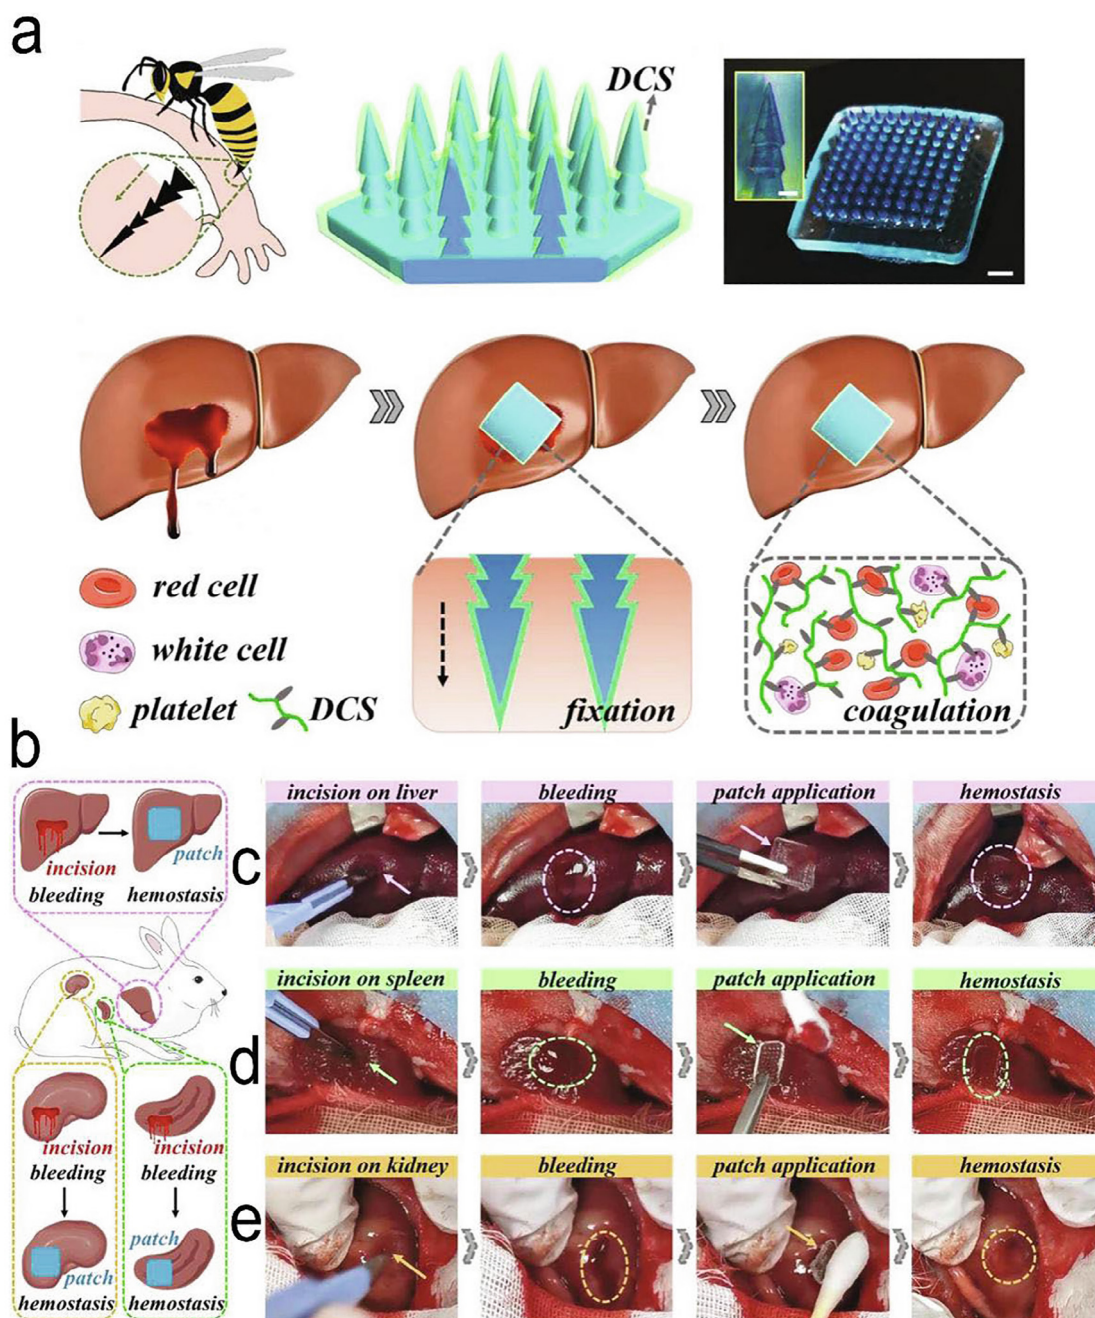 a
DCS
red cell
white cell
platelet
DCS
fixation
coagulation
b
incision
bleeding
patch
hemostasis
incision
bleeding
patch
hemostasis
incision
bleeding
patch
hemostasis
c
incision on liver
bleeding
patch application
hemostasis
d
incision on spleen
bleeding
patch application
hemostasis
e
incision on kidney
bleeding
patch application
hemostasis